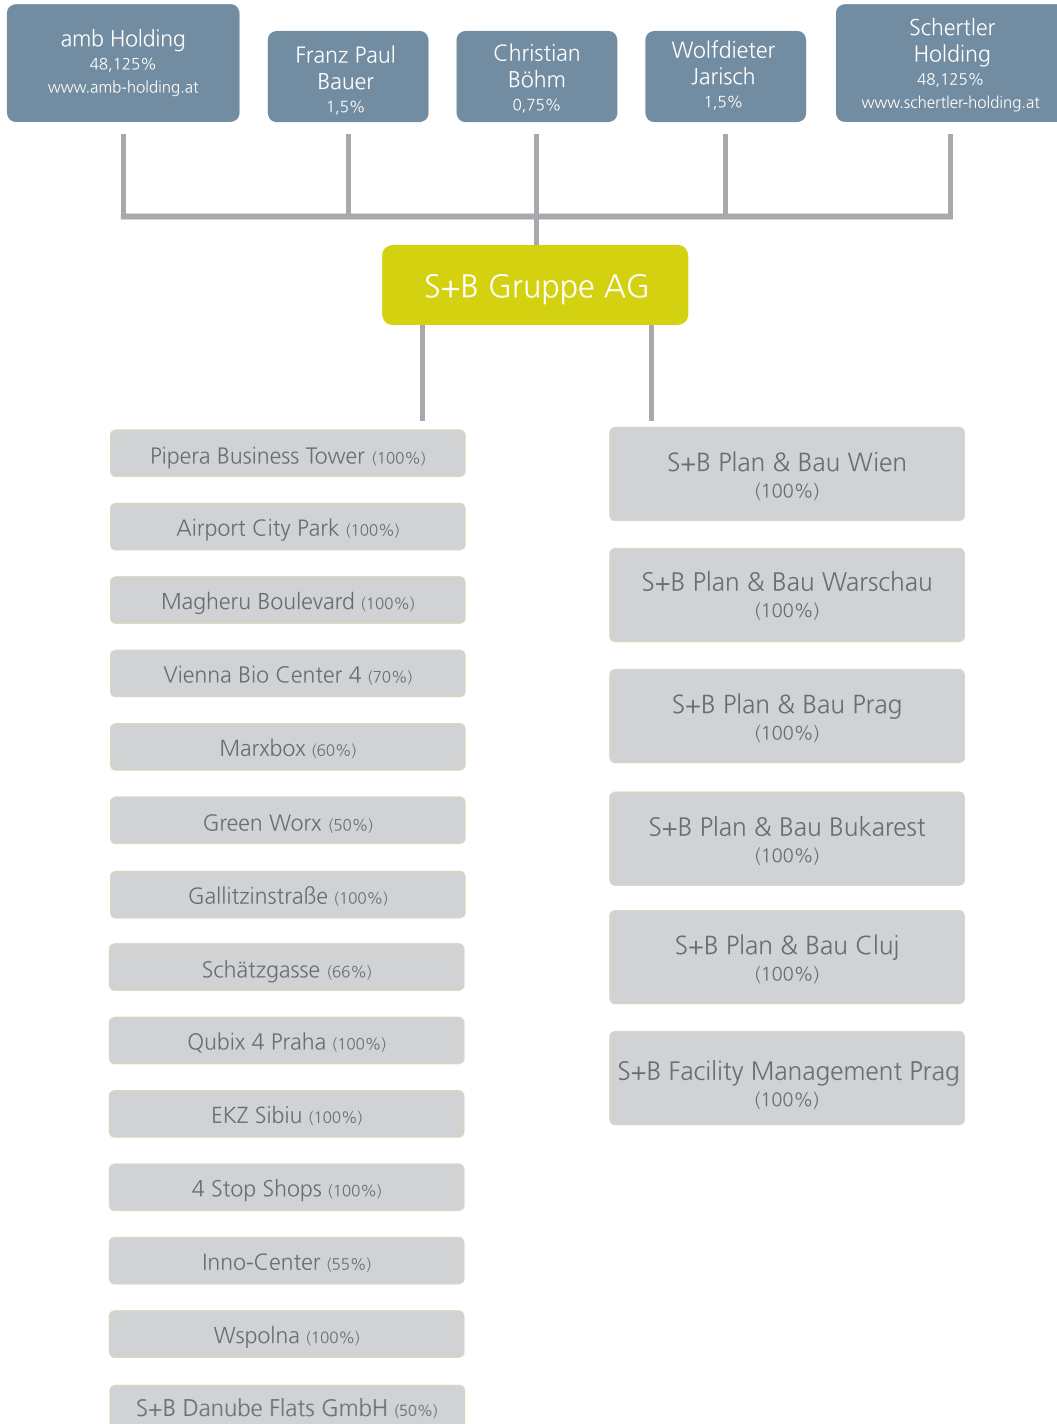 amb Holding
48,125%
www.amb-holding.at
Franz Paul
Bauer
1,5%
Christian
Böhm
0,75%
Wolfdieter
Jarisch
1,5%
Schertler
Holding
48,125%
www.schertler-holding.at
S+B Gruppe AG
Pipera Business Tower (100%)
Airport City Park (100%)
Magheru Boulevard (100%)
Vienna Bio Center 4 (70%)
Marxbox (60%)
Green Worx (50%)
Gallitzinstraße (100%)
Schätzgasse (66%)
Qubix 4 Praha (100%)
EKZ Sibiu (100%)
4 Stop Shops (100%)
Inno-Center (55%)
Wspolna (100%)
S+B Danube Flats GmbH (50%)
S+B Plan & Bau Wien
(100%)
S+B Plan & Bau Warschau
(100%)
S+B Plan & Bau Prag
(100%)
S+B Plan & Bau Bukarest
(100%)
S+B Plan & Bau Cluj
(100%)
S+B Facility Management Prag
(100%)